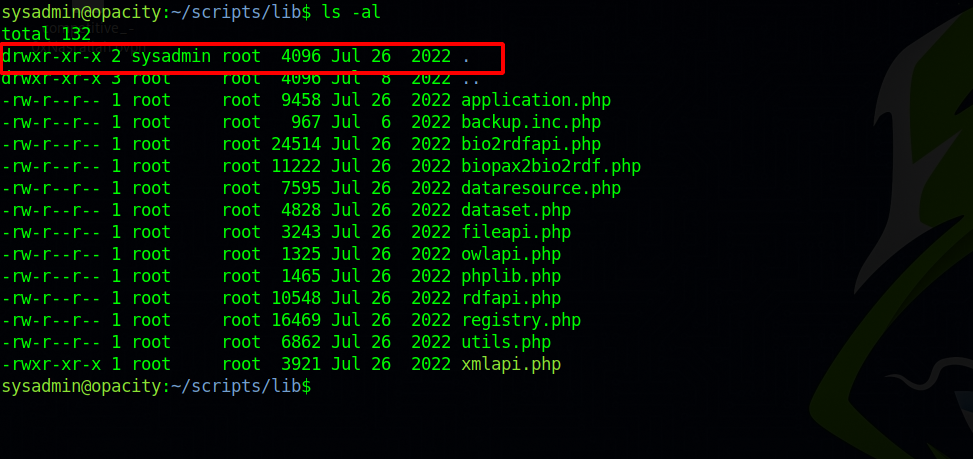 sysadmin@opacity:~/scripts/lib$ ls -al
total 132
drwxr-xr-x 2 sysadmin root  4096 Jul 26  2022 .
drwxr-xr-x 3 root     root  4096 Jul  8  2022 ..
-rw-r--r-- 1 root     root  9458 Jul 26  2022 application.php
-rw-r--r-- 1 root     root   967 Jul  6  2022 backup.inc.php
-rw-r--r-- 1 root     root 24514 Jul 26  2022 bio2rdfapi.php
-rw-r--r-- 1 root     root 11222 Jul 26  2022 biopax2bio2rdf.php
-rw-r--r-- 1 root     root  7595 Jul 26  2022 dataresource.php
-rw-r--r-- 1 root     root  4828 Jul 26  2022 dataset.php
-rw-r--r-- 1 root     root  3243 Jul 26  2022 fileapi.php
-rw-r--r-- 1 root     root  1325 Jul 26  2022 owlapi.php
-rw-r--r-- 1 root     root  1465 Jul 26  2022 phplib.php
-rw-r--r-- 1 root     root 10548 Jul 26  2022 rdfapi.php
-rw-r--r-- 1 root     root 16469 Jul 26  2022 registry.php
-rw-r--r-- 1 root     root  6862 Jul 26  2022 utils.php
-rwxr-xr-x 1 root     root  3921 Jul 26  2022 xmlapi.php
sysadmin@opacity:~/scripts/lib$